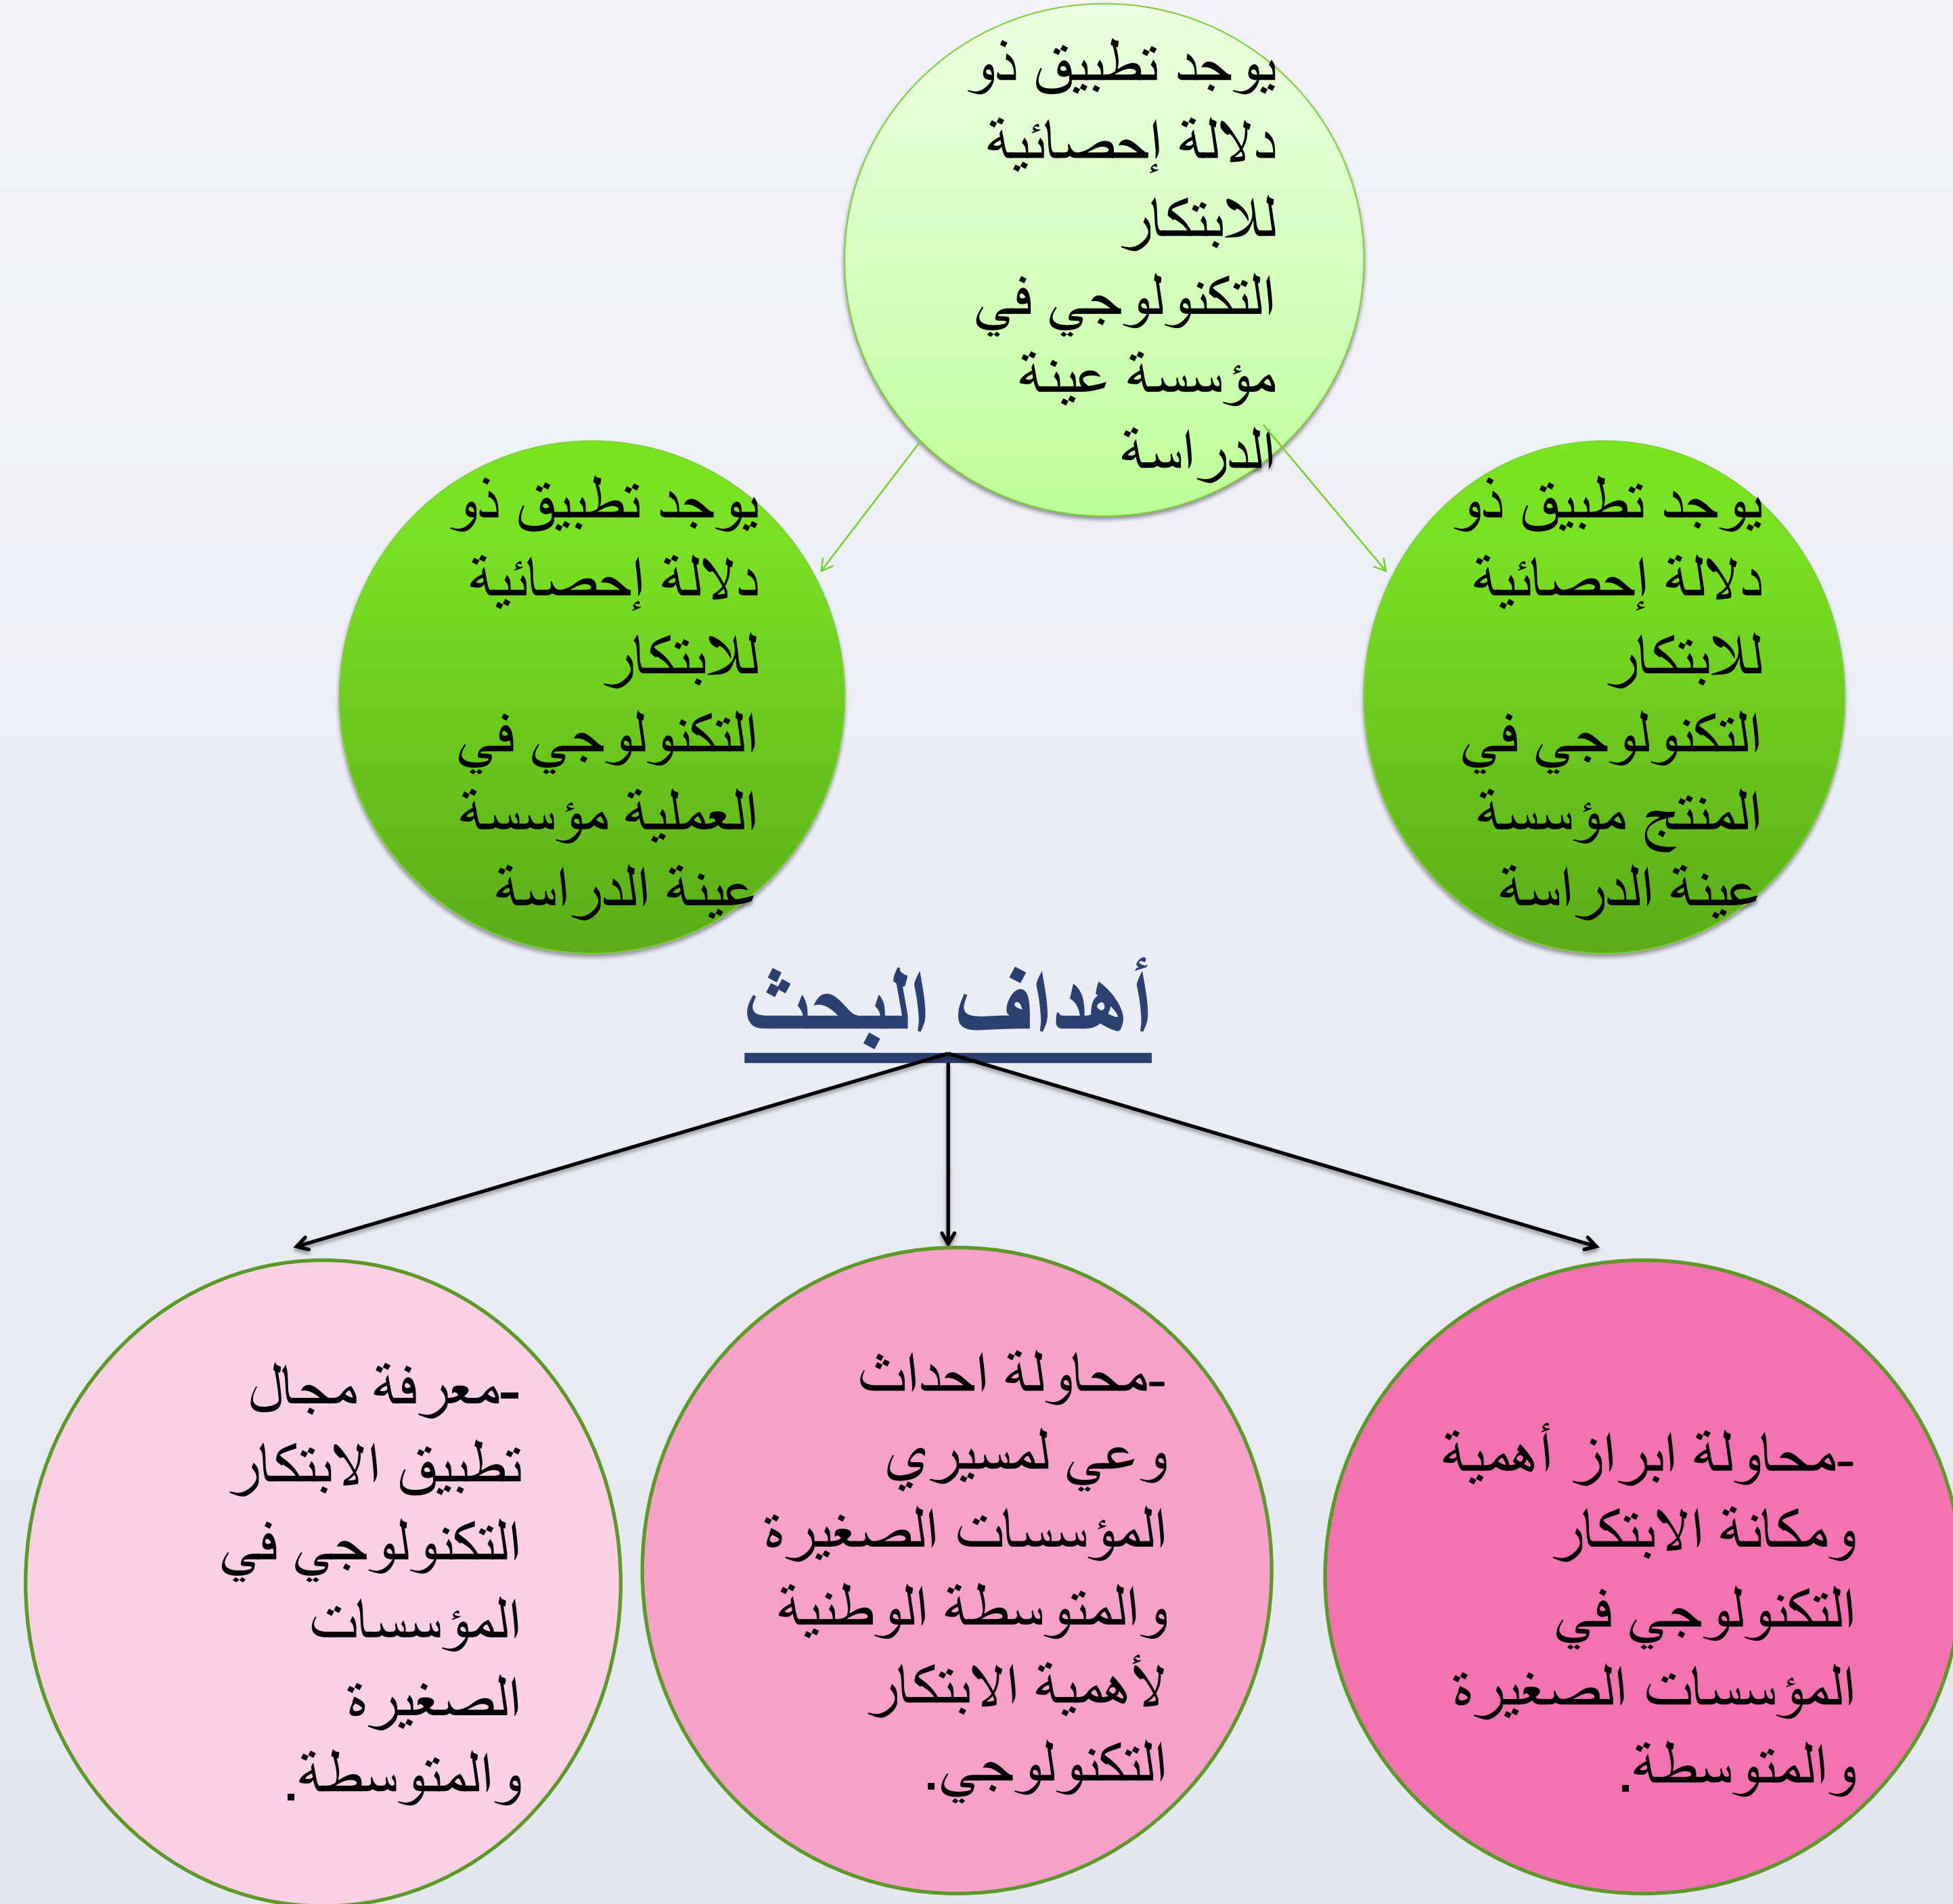 يوجد تطبيق ذو
دلالة إحصائية
للابتكار
التكنولوجي في
مؤسسة عينة
الدراسة
يوجد تطبيق ذو
دلالة إحصائية
للابتكار
التكنولوجي في
المنتج مؤسسة
عينة الدراسة
يوجد تطبيق ذو
دلالة إحصائية
للابتكار
التكنولوجي في
العملية مؤسسة
عينة الدراسة
أهداف البحث
-محاولة ابراز أهمية
ومكانة الابتكار
التكنولوجي في
المؤسسات الصغيرة
والمتوسطة.
-محاولة احداث
وعي لمسيري
المؤسسات الصغيرة
والمتوسطة الوطنية
لأهمية الابتكار
التكنولوجي.
-معرفة مجال
تطبيق الابتكار
التكنولوجي في
المؤسسات
الصغيرة
والمتوسطة.